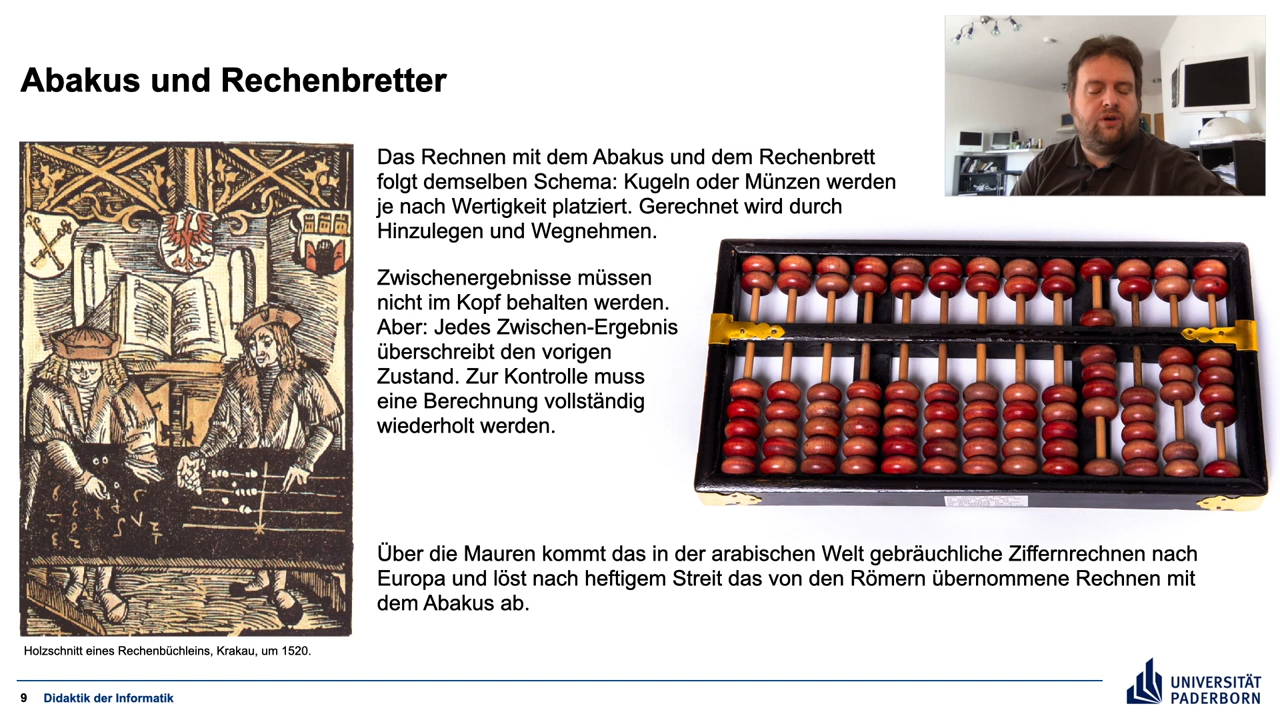 Abakus und Rechenbretter
Das Rechnen mit dem Abakus und dem Rechenbrett
folgt demselben Schema: Kugeln oder Münzen werden
je nach Wertigkeit platziert. Gerechnet wird durch
Hinzulegen und Wegnehmen.
Zwischenergebnisse müssen
nicht im Kopf behalten werden.
Aber: Jedes Zwischen-Ergebnis
überschreibt den vorigen
Zustand. Zur Kontrolle muss
eine Berechnung vollständig
wiederholt werden.
Über die Mauren kommt das in der arabischen Welt gebräuchliche Ziffernrechnen nach
Europa und löst nach heftigem Streit das von den Römern übernommene Rechnen mit
dem Abakus ab.
Holzschnitt eines Rechenbüchleins, Krakau, um 1520.
9 Didaktik der Informatik
UNIVERSITÄT
PADERBORN